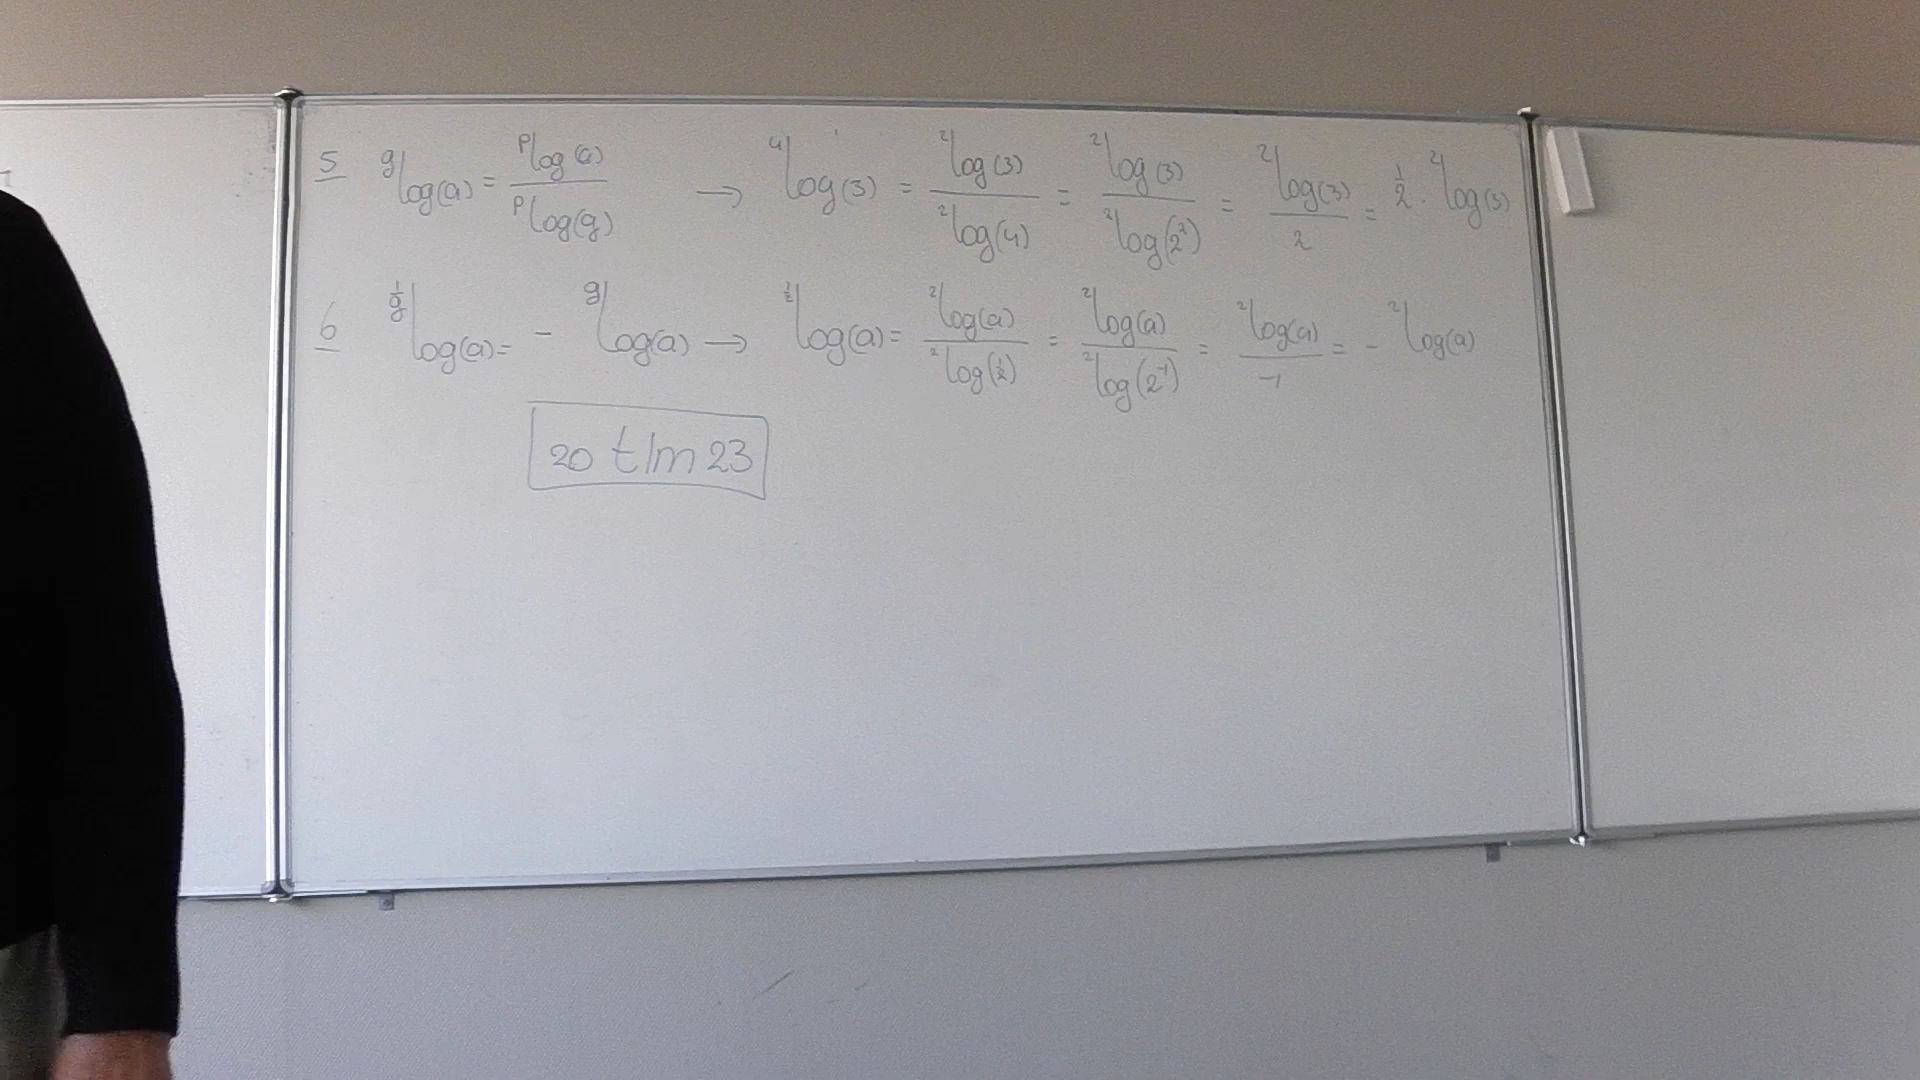 5 ᵍlog(a) = ᵖlog(a) / ᵖlog(g) → ⁴log(3) = ²log(3) / ²log(4) = ²log(3) / ²log(2²) = ²log(3) / 2 = 1/2 · ²log(3)
6 ^(1/g)log(a) = - ᵍlog(a) → ^(1/2)log(a) = ²log(a) / ²log(1/2) = ²log(a) / ²log(2⁻¹) = ²log(a) / -1 = - ²log(a)
20 t/m 23